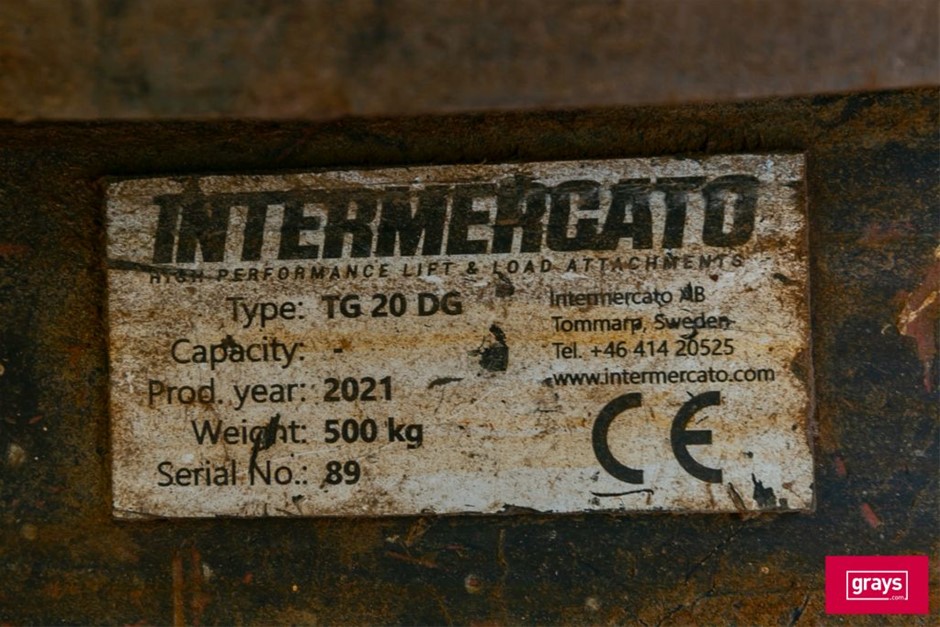 INTERMERCATO
HIGH PERFORMANCE LIFT & LOAD ATTACHMENTS
Type: TG 20 DG
Capacity: -
Prod. year: 2021
Weight: 500 kg
Serial No.: 89
Intermercato AB
Tommarp, Sweden
Tel. +46 414 20525
www.intermercato.com
CE
grays
.com